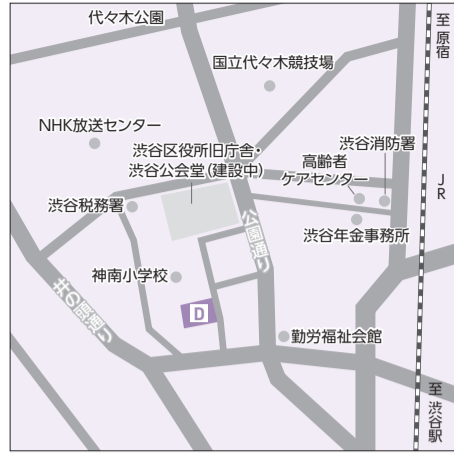 代々木公園
至 原宿
国立代々木競技場
NHK放送センター
渋谷区役所旧庁舎・
渋谷公会堂(建設中)
渋谷消防署
高齢者
ケアセンター
JR
渋谷税務署
公園通り
渋谷年金事務所
神南小学校
井の頭通り
D
勤労福祉会館
至 渋谷駅